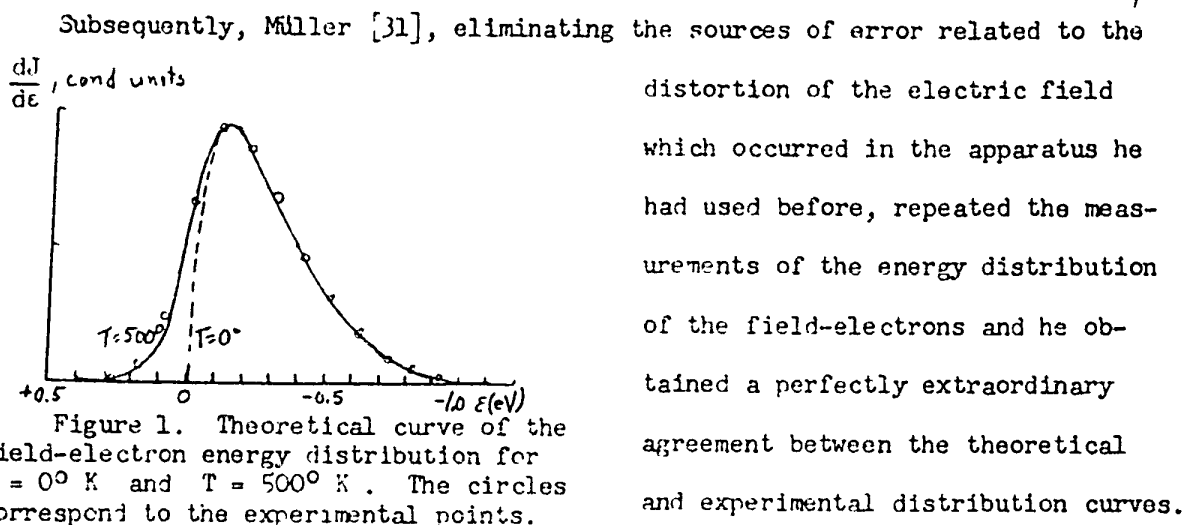 Subsequently, Müller [31], eliminating the sources of error related to the
dJ/dε, cond units
T=500°
T=0°
+0.5 0 -0.5 -1.0 ε(eV)
Figure 1. Theoretical curve of the
ield-electron energy distribution for
= 0° K and T = 500° K . The circles
orrespond to the experimental points.
distortion of the electric field
which occurred in the apparatus he
had used before, repeated the meas-
urements of the energy distribution
of the field-electrons and he ob-
tained a perfectly extraordinary
agreement between the theoretical
and experimental distribution curves.